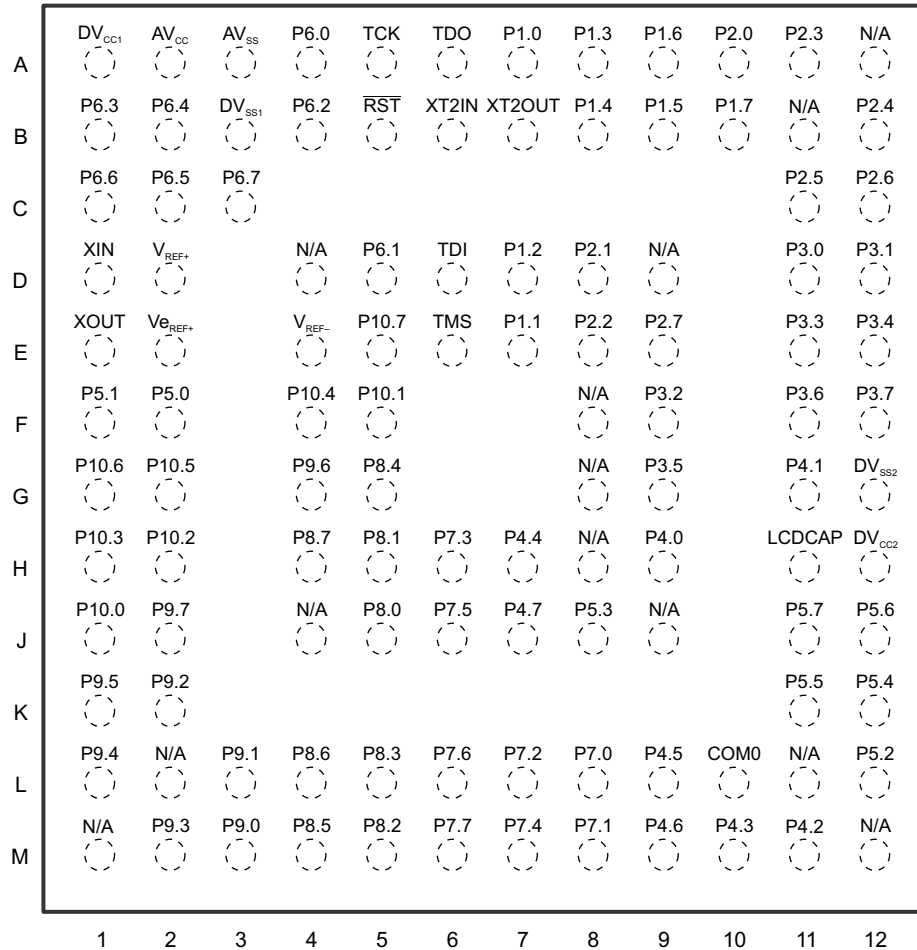 DVCC1 AVCC AVSS P6.0 TCK TDO P1.0 P1.3 P1.6 P2.0 P2.3 N/A
A
P6.3 P6.4 DVSS1 P6.2 RST XT2IN XT2OUT P1.4 P1.5 P1.7 N/A P2.4
B
P6.6 P6.5 P6.7 P2.5 P2.6
C
XIN VREF+ N/A P6.1 TDI P1.2 P2.1 N/A P3.0 P3.1
D
XOUT VeREF+ VREF– P10.7 TMS P1.1 P2.2 P2.7 P3.3 P3.4
E
P5.1 P5.0 P10.4 P10.1 N/A P3.2 P3.6 P3.7
F
P10.6 P10.5 P9.6 P8.4 N/A P3.5 P4.1 DVSS2
G
P10.3 P10.2 P8.7 P8.1 P7.3 P4.4 N/A P4.0 LCDCAP DVCC2
H
P10.0 P9.7 N/A P8.0 P7.5 P4.7 P5.3 N/A P5.7 P5.6
J
P9.5 P9.2 P5.5 P5.4
K
P9.4 N/A P9.1 P8.6 P8.3 P7.6 P7.2 P7.0 P4.5 COM0 N/A P5.2
L
N/A P9.3 P9.0 P8.5 P8.2 P7.7 P7.4 P7.1 P4.6 P4.3 P4.2 N/A
M
1 2 3 4 5 6 7 8 9 10 11 12